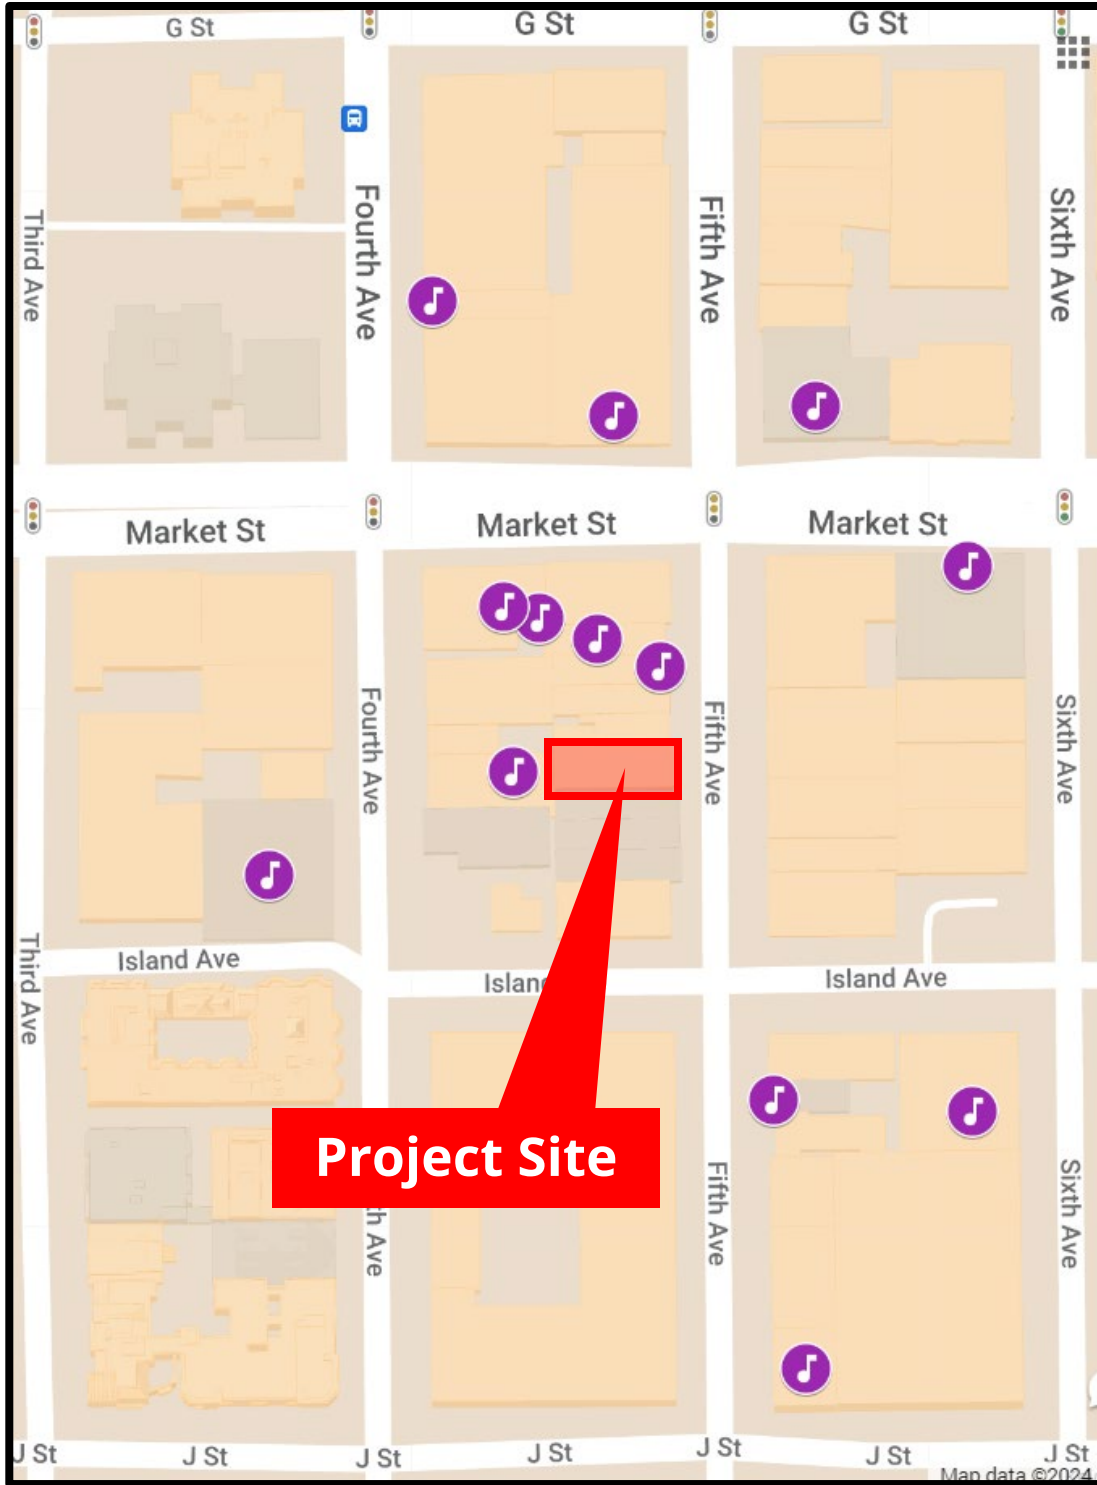 G St
G St
G St
Third Ave
Fourth Ave
Fifth Ave
Sixth Ave
Market St
Market St
Market St
Fourth Ave
Fifth Ave
Sixth Ave
Third Ave
Island Ave
Islan
Island Ave
Project Site
th Ave
Fifth Ave
Sixth Ave
J St
J St
J St
J St
J St
J St
J St
Map data ©2024